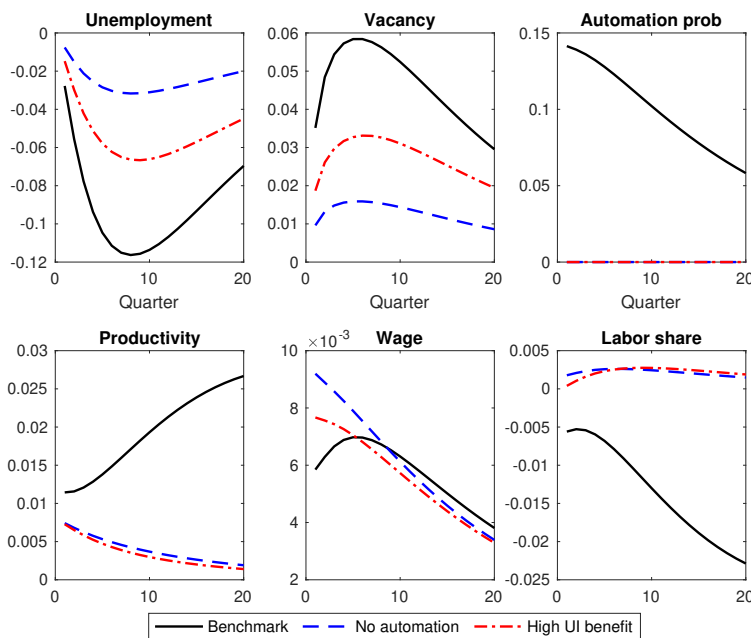 Unemployment Vacancy Automation prob
0 0.06 0.15
-0.02 0.05
-0.04 0.04 0.1
-0.06 0.03
-0.08 0.02 0.05
-0.1 0.01
-0.12 0 0
0 10 20 0 10 20 0 10 20
Quarter Quarter Quarter
Productivity Wage Labor share
×10⁻³
0.03 10 0.005
0.025 0
0.02 8 -0.005
0.015 6 -0.01
0.01 -0.015
0.005 4 -0.02
0 2 -0.025
0 10 20 0 10 20 0 10 20
Benchmark No automation High UI benefit